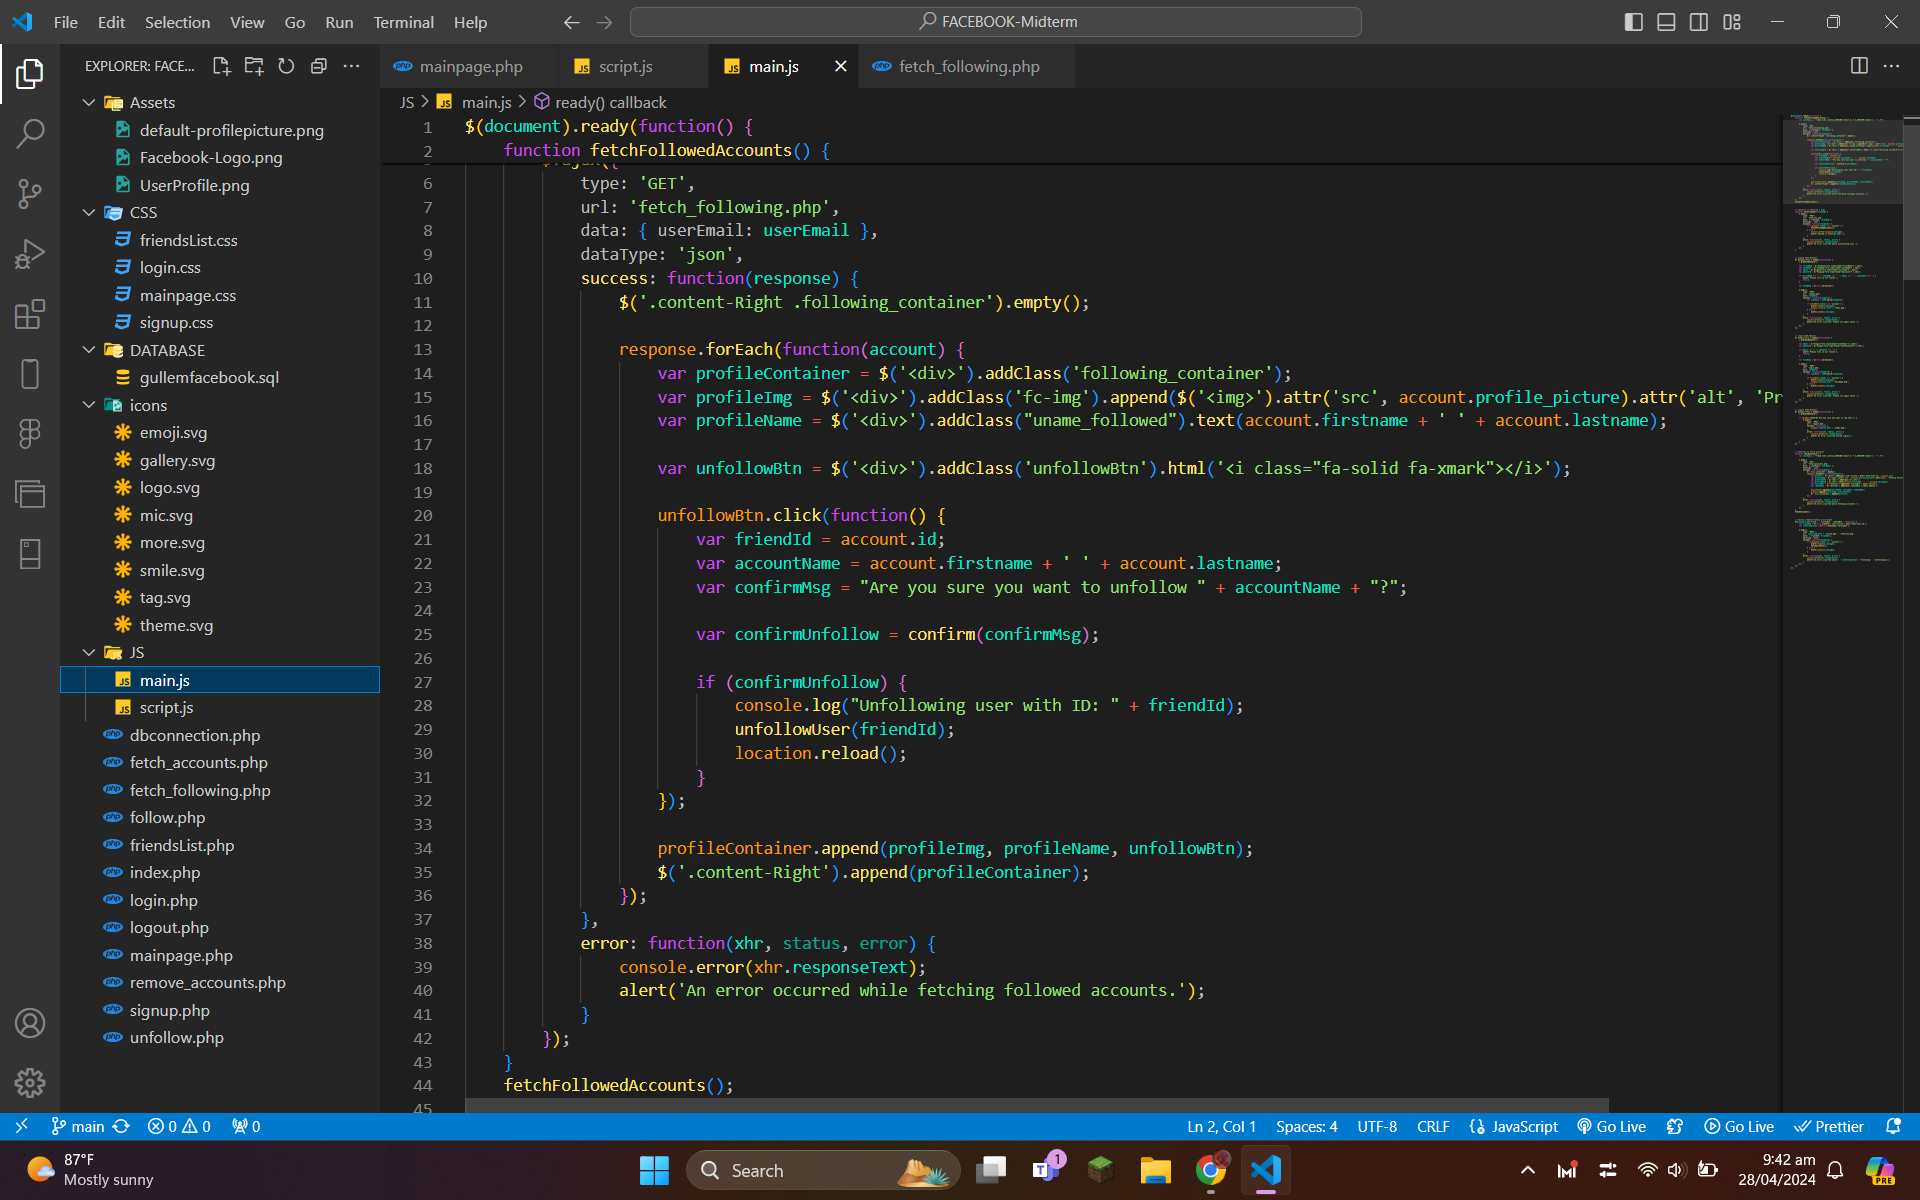 File Edit Selection View Go Run Terminal Help
FACEBOOK-Midterm
EXPLORER: FACE...
Assets
default-profilepicture.png
Facebook-Logo.png
UserProfile.png
CSS
friendsList.css
login.css
mainpage.css
signup.css
DATABASE
gullemfacebook.sql
icons
emoji.svg
gallery.svg
logo.svg
mic.svg
more.svg
smile.svg
tag.svg
theme.svg
JS
main.js
script.js
dbconnection.php
fetch_accounts.php
fetch_following.php
follow.php
friendsList.php
index.php
login.php
logout.php
mainpage.php
remove_accounts.php
signup.php
unfollow.php
mainpage.php script.js main.js fetch_following.php
JS > main.js > ready() callback
1 $(document).ready(function() {
2 function fetchFollowedAccounts() {
6 type: 'GET',
7 url: 'fetch_following.php',
8 data: { userEmail: userEmail },
9 dataType: 'json',
10 success: function(response) {
11 $('.content-Right .following_container').empty();
12
13 response.forEach(function(account) {
14 var profileContainer = $('<div>').addClass('following_container');
15 var profileImg = $('<div>').addClass('fc-img').append($('<img>').attr('src', account.profile_picture).attr('alt', 'Pr
16 var profileName = $('<div>').addClass("uname_followed").text(account.firstname + ' ' + account.lastname);
17
18 var unfollowBtn = $('<div>').addClass('unfollowBtn').html('<i class="fa-solid fa-xmark"></i>');
19
20 unfollowBtn.click(function() {
21 var friendId = account.id;
22 var accountName = account.firstname + ' ' + account.lastname;
23 var confirmMsg = "Are you sure you want to unfollow " + accountName + "?";
24
25 var confirmUnfollow = confirm(confirmMsg);
26
27 if (confirmUnfollow) {
28 console.log("Unfollowing user with ID: " + friendId);
29 unfollowUser(friendId);
30 location.reload();
31 }
32 });
33
34 profileContainer.append(profileImg, profileName, unfollowBtn);
35 $('.content-Right').append(profileContainer);
36 });
37 },
38 error: function(xhr, status, error) {
39 console.error(xhr.responseText);
40 alert('An error occurred while fetching followed accounts.');
41 }
42 });
43 }
44 fetchFollowedAccounts();
45
main 0 0 0 Ln 2, Col 1 Spaces: 4 UTF-8 CRLF JavaScript Go Live Go Live Prettier
87°F
Mostly sunny
Search
1
9:42 am
28/04/2024
PRE